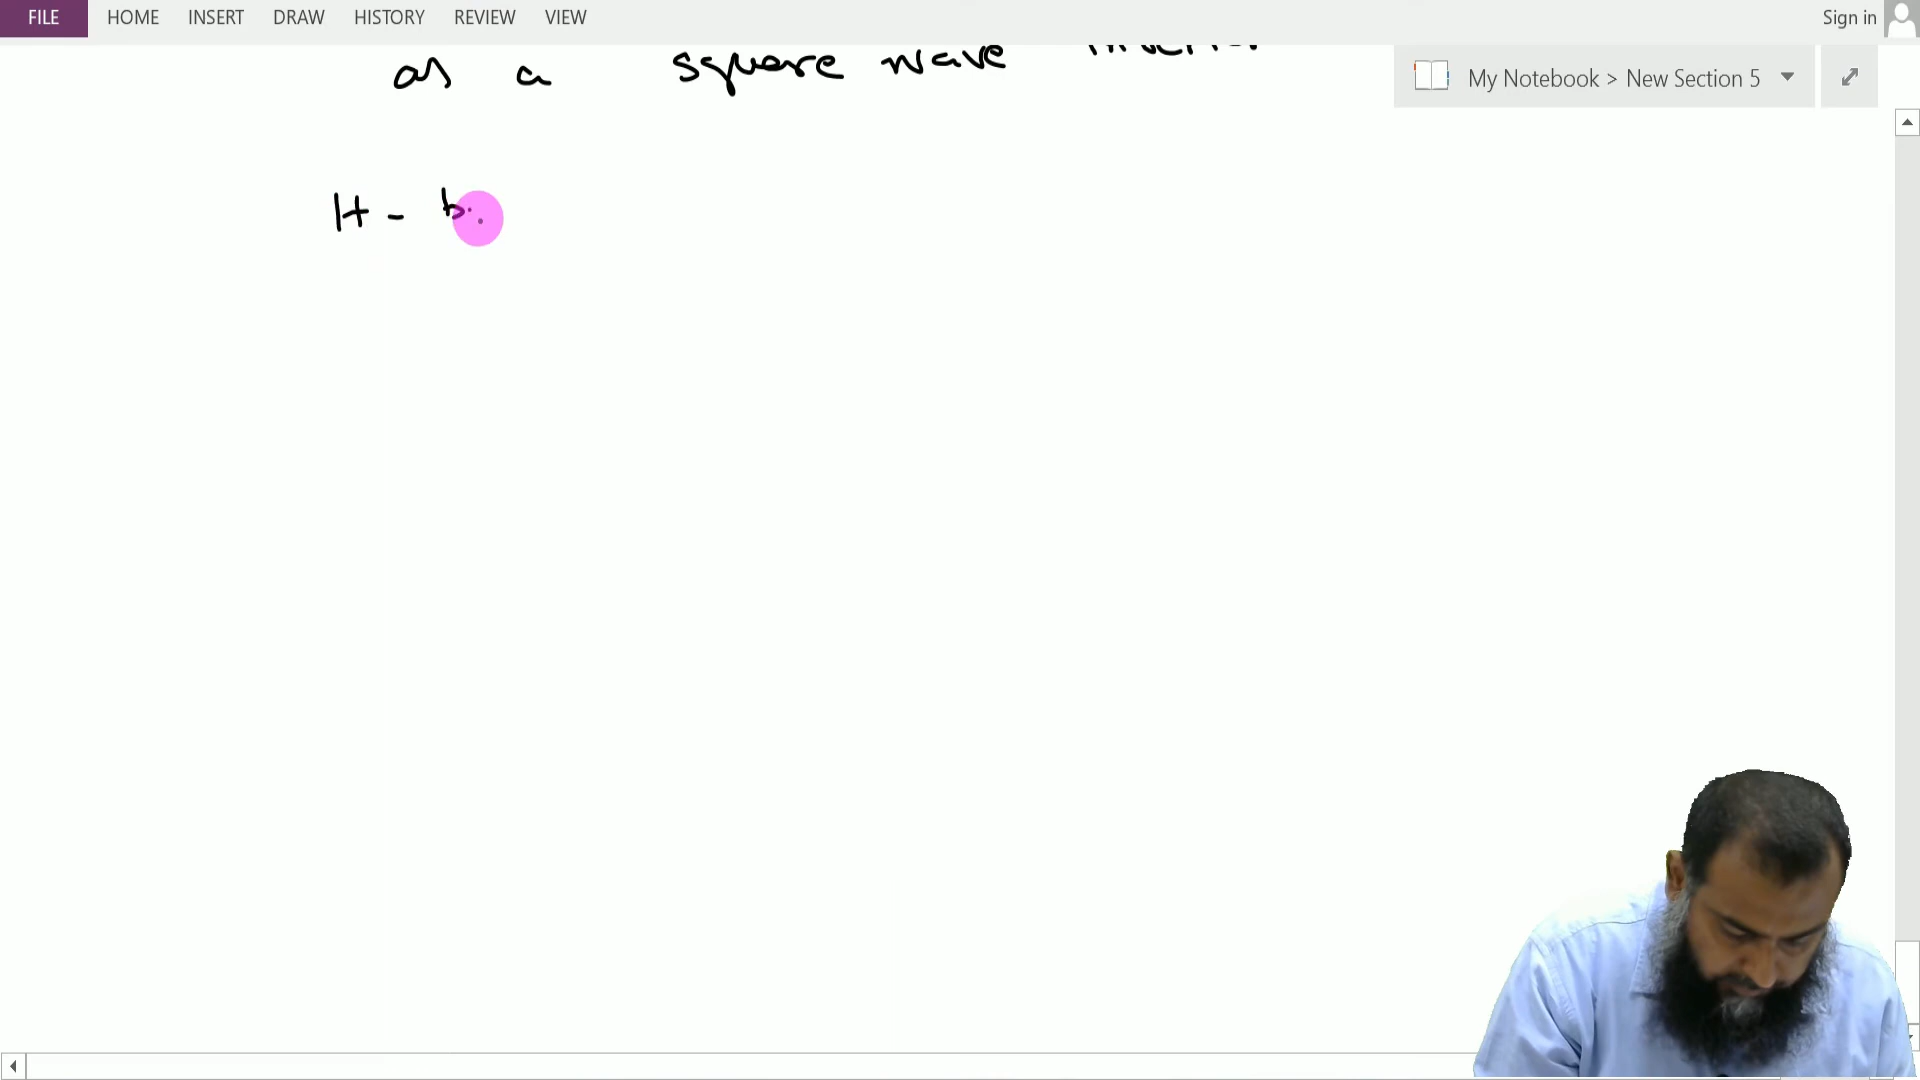 FILE HOME INSERT DRAW HISTORY REVIEW VIEW Sign in
as a square wave
My Notebook > New Section 5
H - b